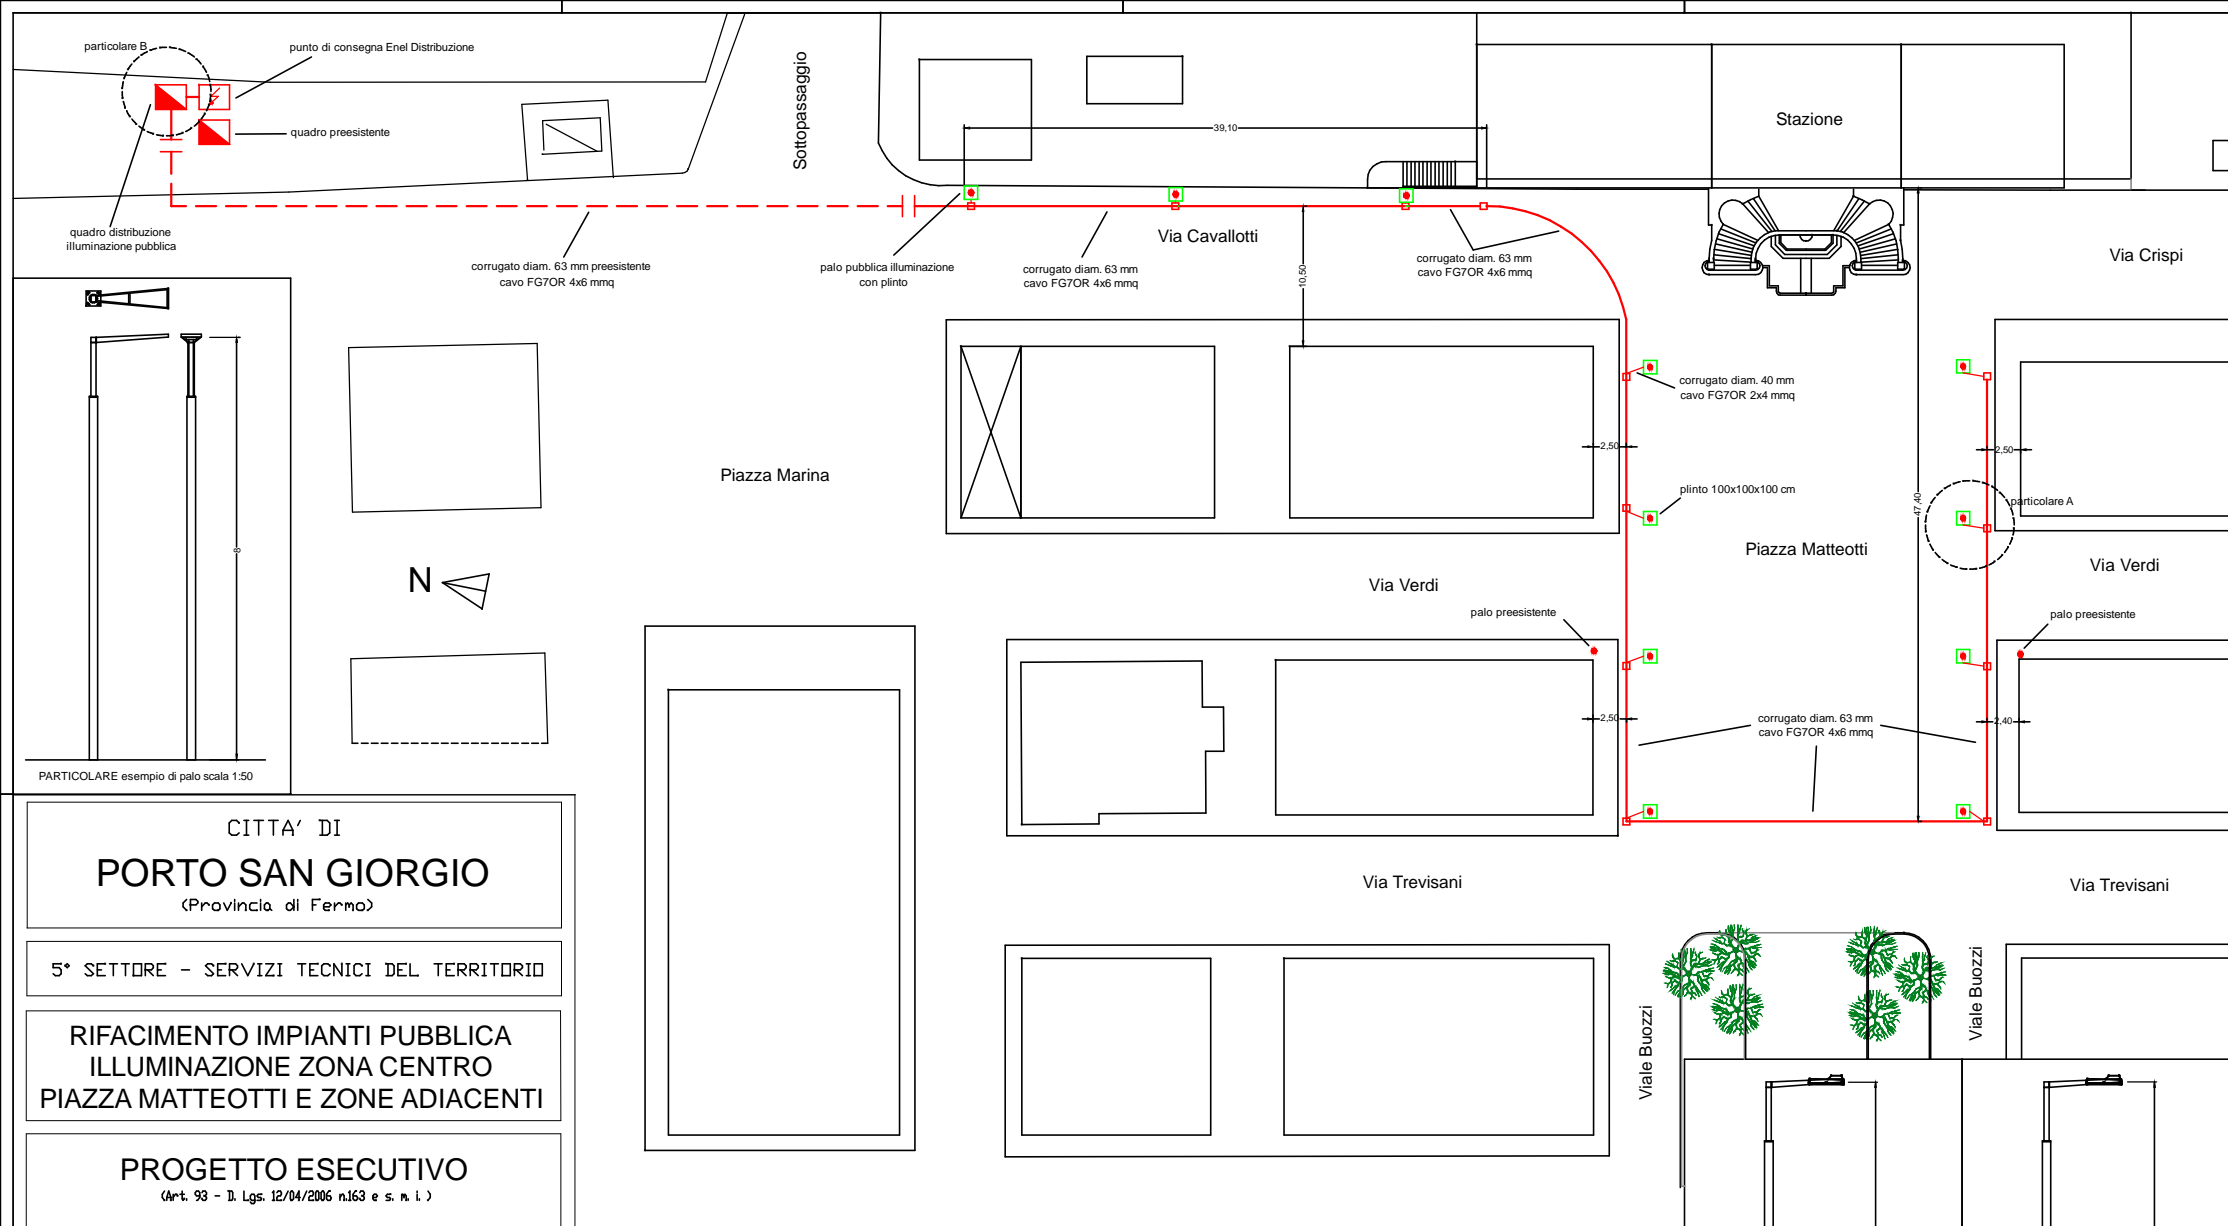 particolare B
punto di consegna Enel Distribuzione
quadro preesistente
quadro distribuzione
illuminazione pubblica
Sottopassaggio
39,10
Stazione
corrugato diam. 63 mm preesistente
cavo FG7OR 4x6 mmq
palo pubblica illuminazione
con plinto
corrugato diam. 63 mm
cavo FG7OR 4x6 mmq
Via Cavallotti
10,50
corrugato diam. 63 mm
cavo FG7OR 4x6 mmq
Via Crispi
corrugato diam. 40 mm
cavo FG7OR 2x4 mmq
2,50
2,50
Piazza Marina
plinto 100x100x100 cm
47,40
particolare A
Piazza Matteotti
8
N
Via Verdi
Via Verdi
palo preesistente
palo preesistente
2,50
corrugato diam. 63 mm
cavo FG7OR 4x6 mmq
2,40
PARTICOLARE esempio di palo scala 1:50
CITTA' DI
PORTO SAN GIORGIO
(Provincia di Fermo)
Via Trevisani
Via Trevisani
5° SETTORE - SERVIZI TECNICI DEL TERRITORIO
Viale Buozzi
Viale Buozzi
RIFACIMENTO IMPIANTI PUBBLICA
ILLUMINAZIONE ZONA CENTRO
PIAZZA MATTEOTTI E ZONE ADIACENTI
PROGETTO ESECUTIVO
(Art. 93 - D. Lgs. 12/04/2006 n.163 e s. m. i. )